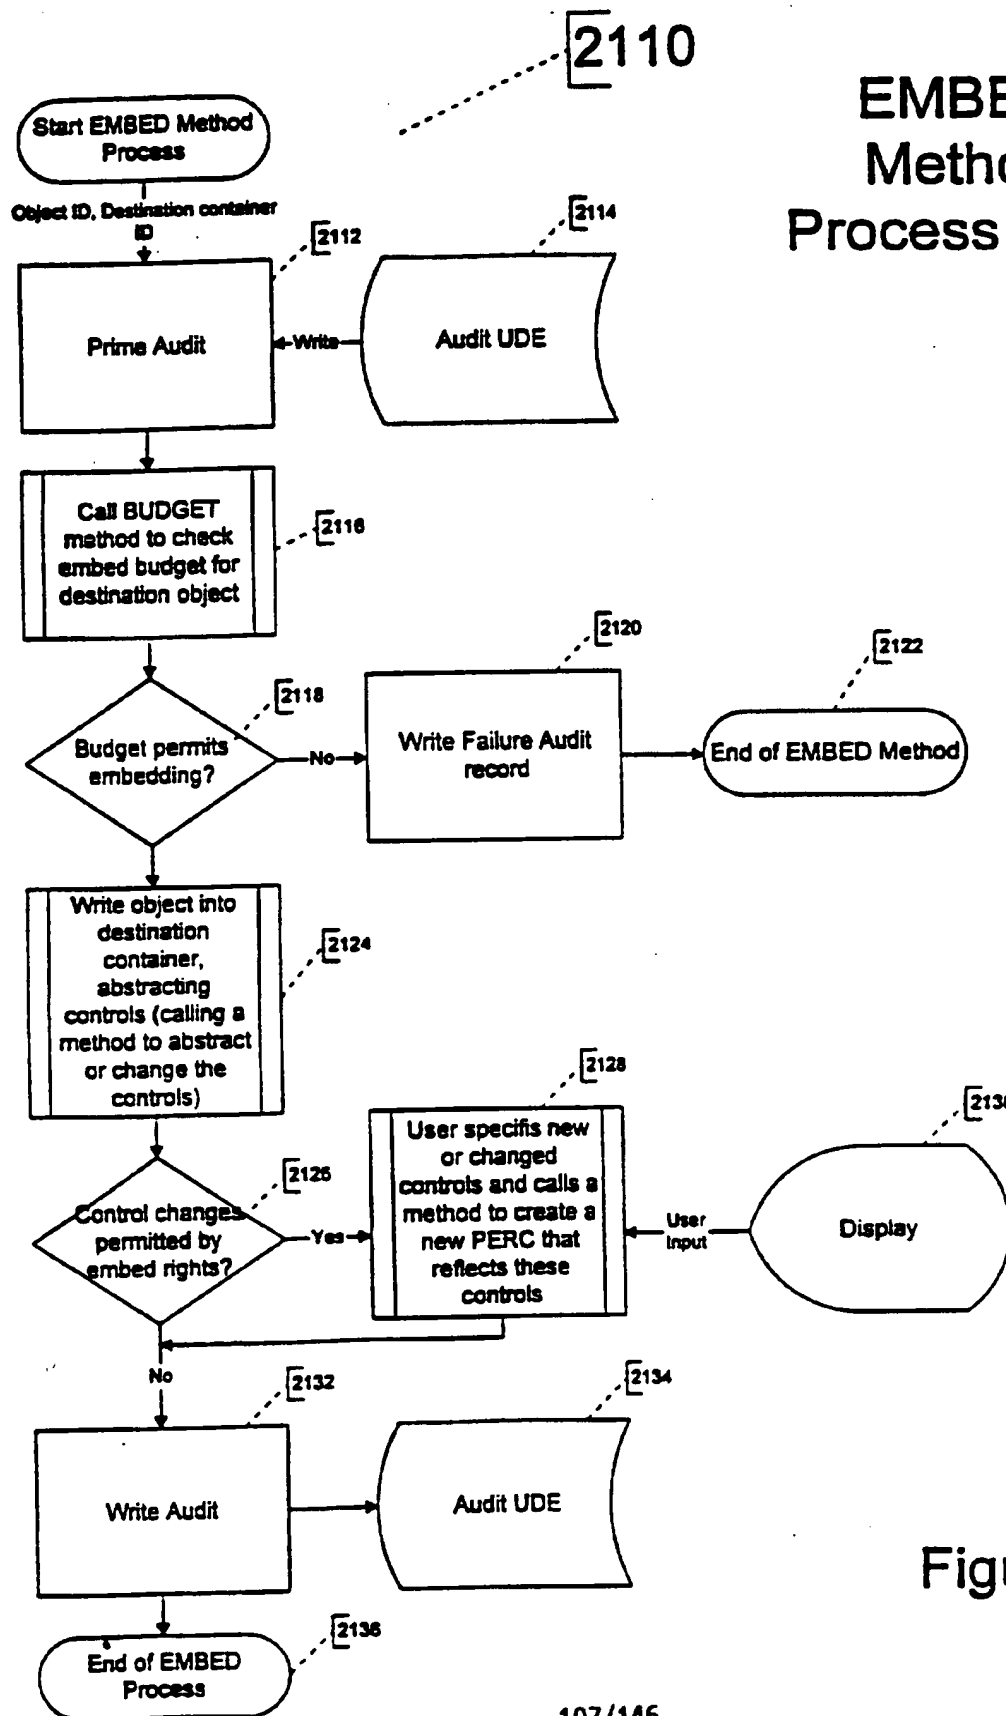 2110
EMBE
Metho
Process
Start EMBED Method
Process
Object ID, Destination container
ID
2112
2114
Prime Audit
Write
Audit UDE
Call BUDGET
method to check
embed budget for
destination object
2116
2118
Budget permits
embedding?
No
2120
Write Failure Audit
record
2122
End of EMBED Method
Write object into
destination
container,
abstracting
controls (calling a
method to abstract
or change the
controls)
2124
2126
Control changes
permitted by
embed rights?
Yes
2128
User specifis new
or changed
controls and calls a
method to create a
new PERC that
reflects these
controls
User
Input
2130
Display
No
2132
Write Audit
2134
Audit UDE
Figu
2136
End of EMBED
Process
107/146